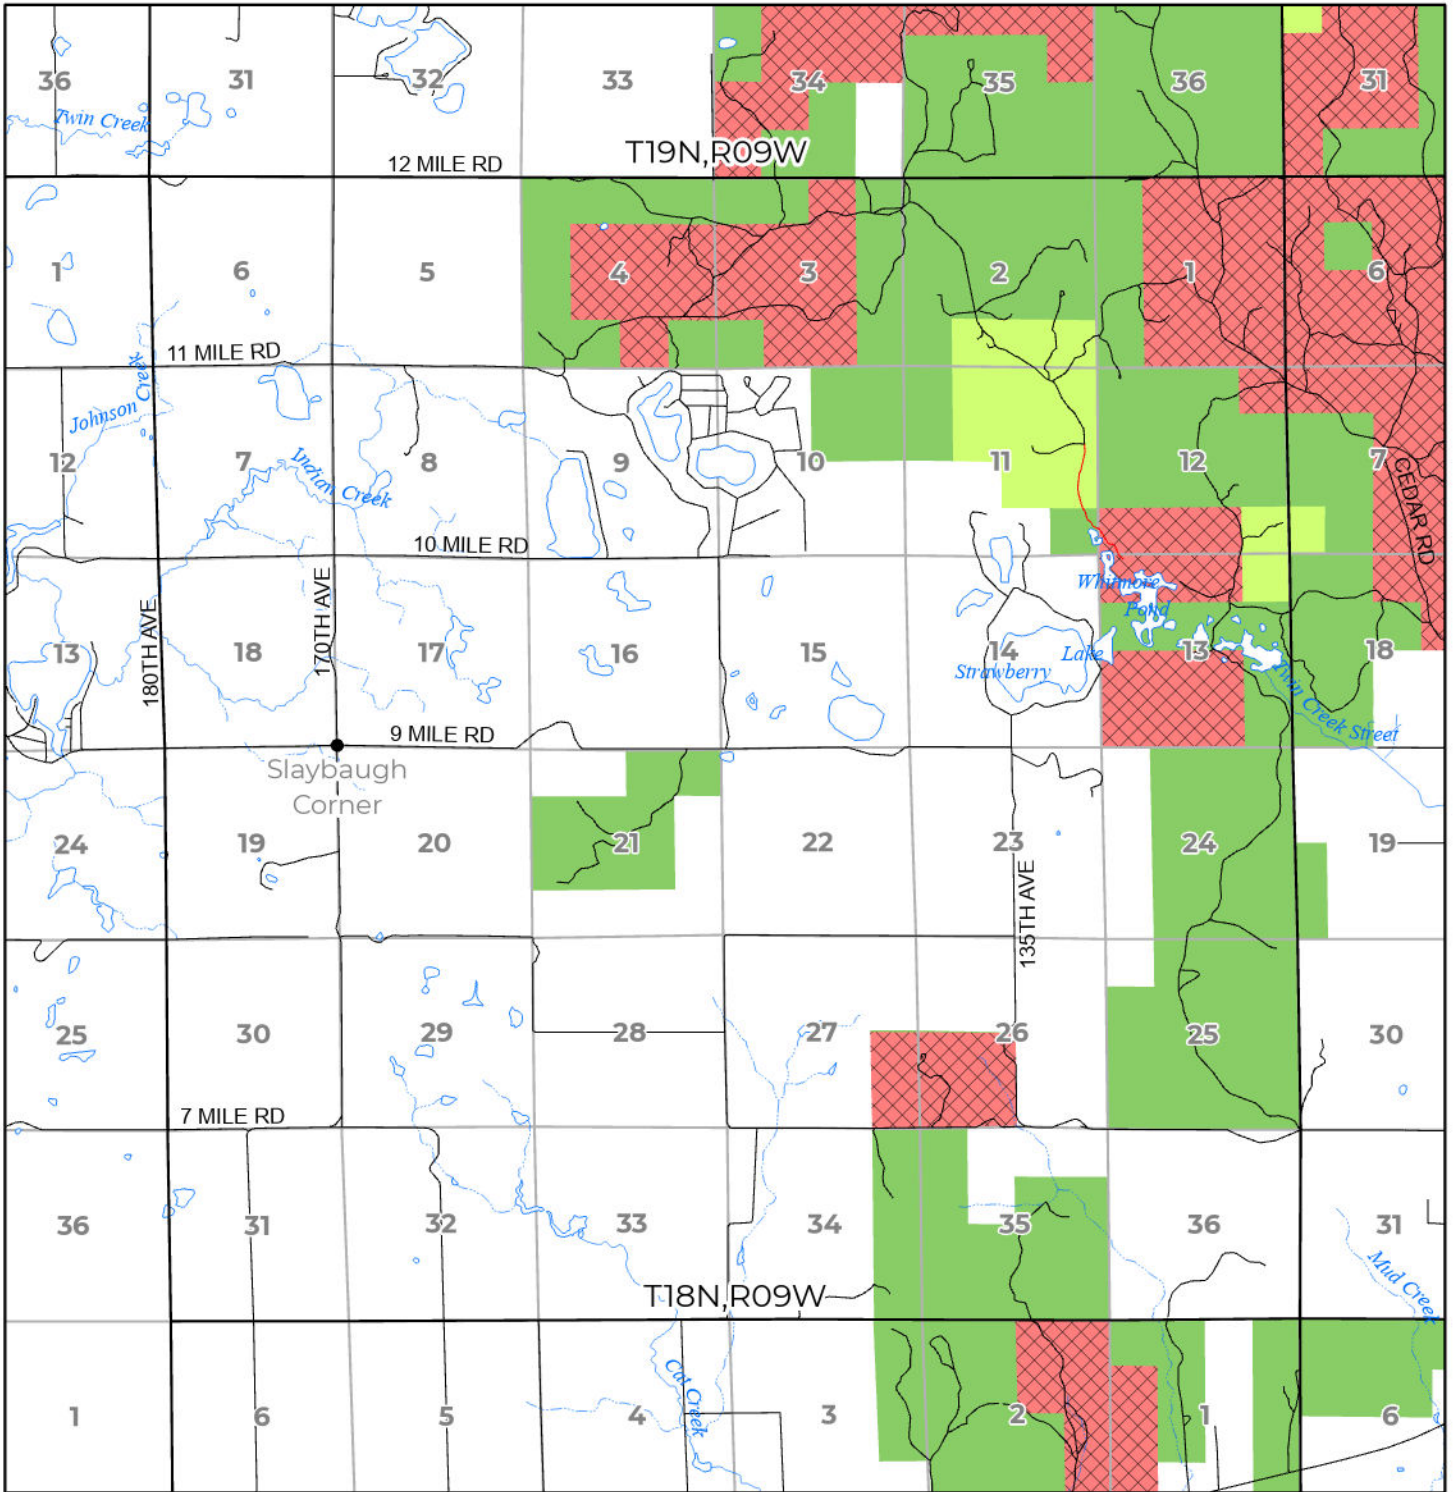 36 31 32 33 34 35 36 31
Twin Creek
12 MILE RD
T19N,R09W
1 6 5 4 3 2 1 6
11 MILE RD
Johnson Creek
12 7 8 9 10 11 12 7
Indian Creek
CEDAR RD
10 MILE RD
180TH AVE
170TH AVE
Whitmore
Pond
13 18 17 16 15 14 13 18
Strawberry
Lake
Twin Creek Street
9 MILE RD
Slaybaugh
Corner
24 19 20 21 22 23 24 19
135TH AVE
25 30 29 28 27 26 25 30
7 MILE RD
36 31 32 33 34 35 36 31
Mud Creek
T18N,R09W
Cat Creek
1 6 5 4 3 2 1 6